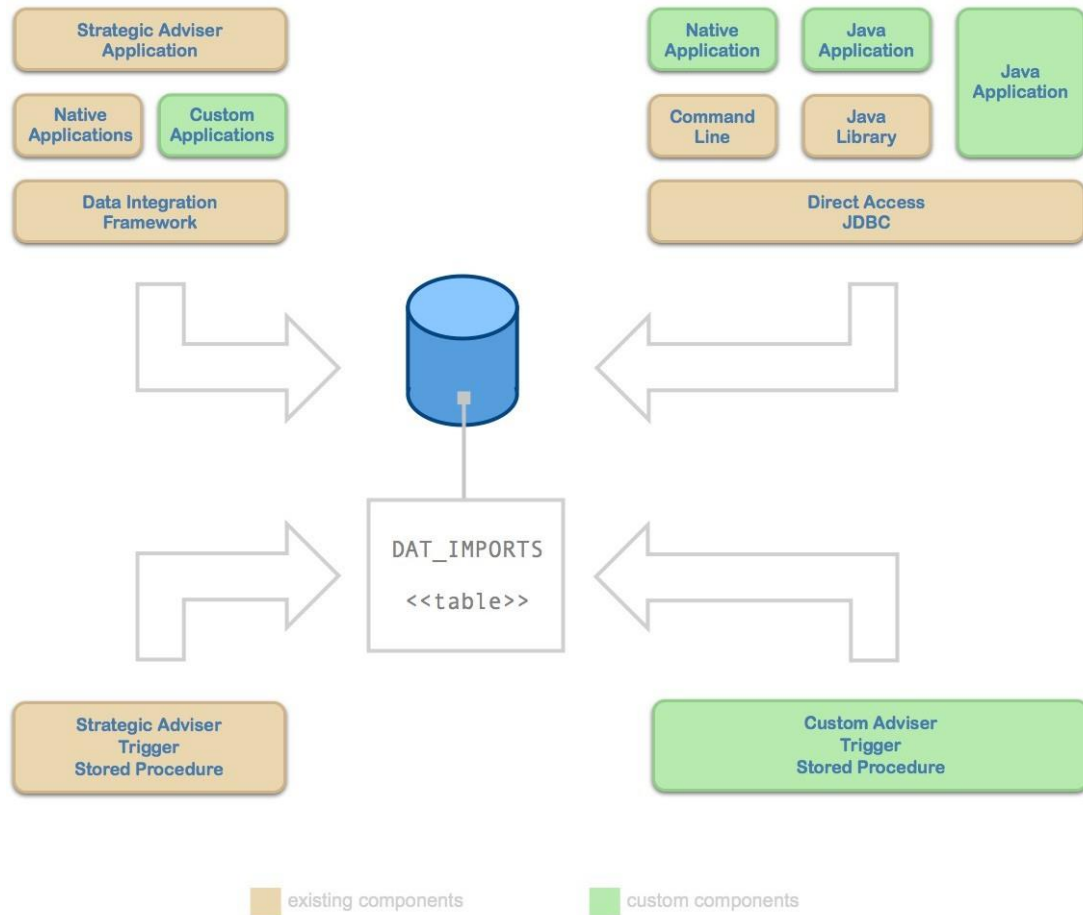 Strategic Adviser
Application
Native
Applications
Custom
Applications
Data Integration
Framework
Native
Application
Java
Application
Java
Application
Command
Line
Java
Library
Direct Access
JDBC
DAT_IMPORTS
<<table>>
Strategic Adviser
Trigger
Stored Procedure
Custom Adviser
Trigger
Stored Procedure
existing components
custom components